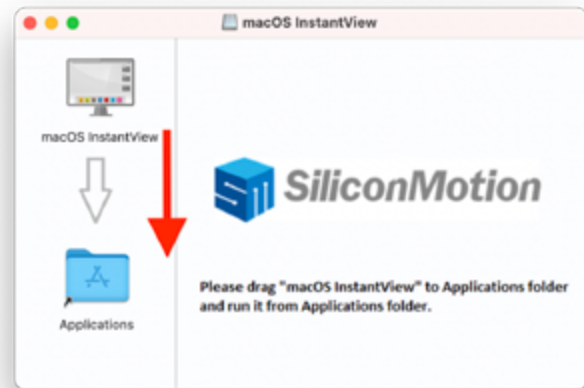 macOS InstantView
macOS InstantView
SiliconMotion
Please drag "macOS InstantView" to Applications folder
and run it from Applications folder.
Applications